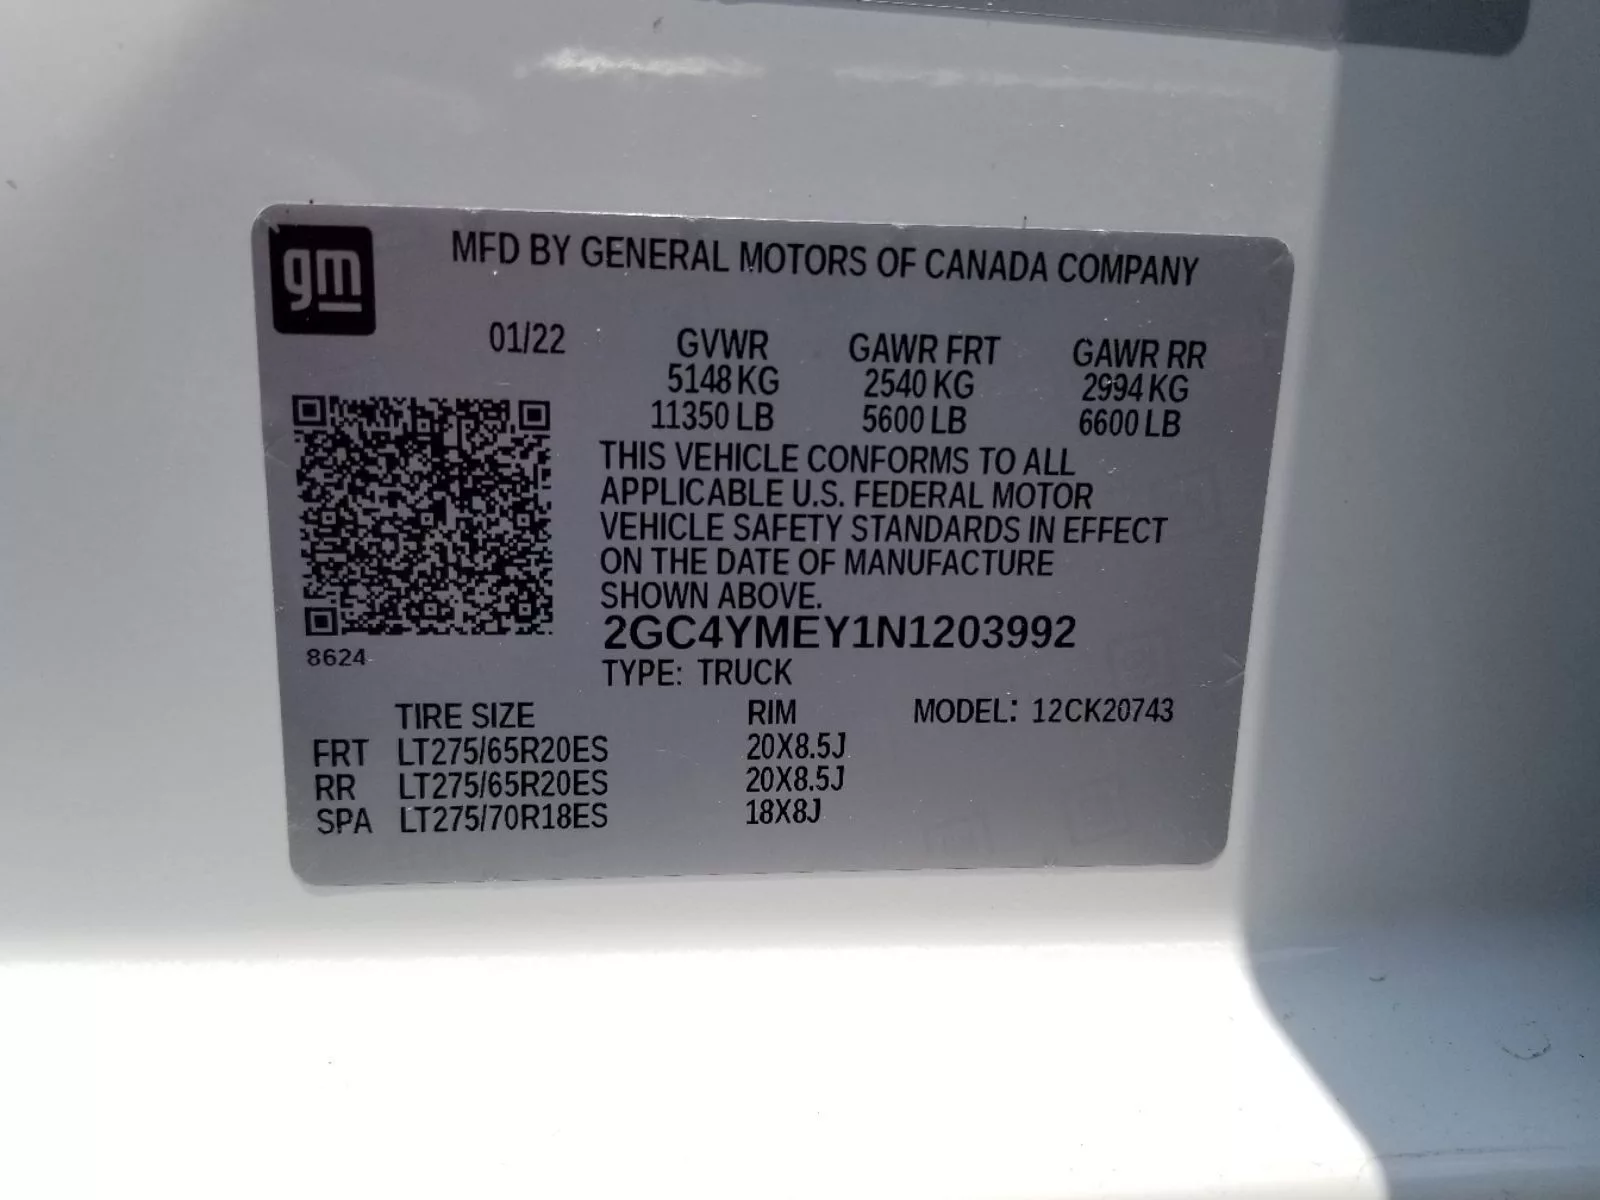 gm
MFD BY GENERAL MOTORS OF CANADA COMPANY
01/22 GVWR GAWR FRT GAWR RR
5148 KG 2540 KG 2994 KG
11350 LB 5600 LB 6600 LB
THIS VEHICLE CONFORMS TO ALL
APPLICABLE U.S. FEDERAL MOTOR
VEHICLE SAFETY STANDARDS IN EFFECT
ON THE DATE OF MANUFACTURE
SHOWN ABOVE.
2GC4YMEY1N1203992
8624
TYPE: TRUCK
TIRE SIZE RIM MODEL: 12CK20743
FRT LT275/65R20ES 20X8.5J
RR LT275/65R20ES 20X8.5J
SPA LT275/70R18ES 18X8J